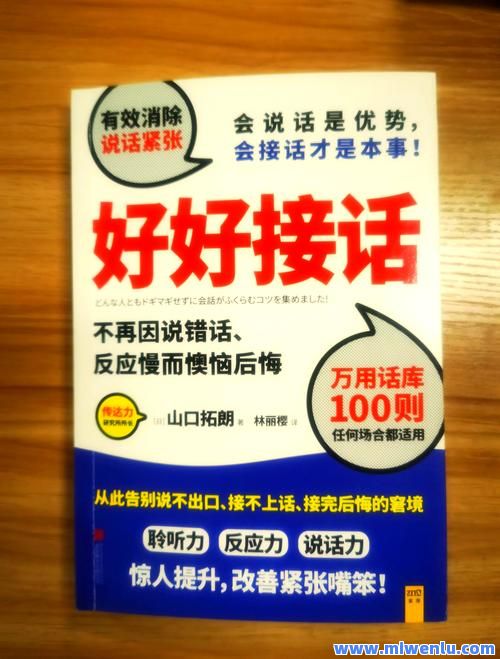 有效消除
说话紧张
会说话是优势，
会接话才是本事！
好好接话
どんな人ともドギマギせずに会話がふくらむコツを集めました！
不再因说错话、
反应慢而懊恼后悔
万用话库
100则
任何场合都适用
传达力
研究所所长
[日] 山口拓朗 著 林丽樱 译
从此告别说不出口、接不上话、接完后悔的窘境
聆听力 反应力 说话力
惊人提升，改善紧张嘴笨！
www.miwenlu.com